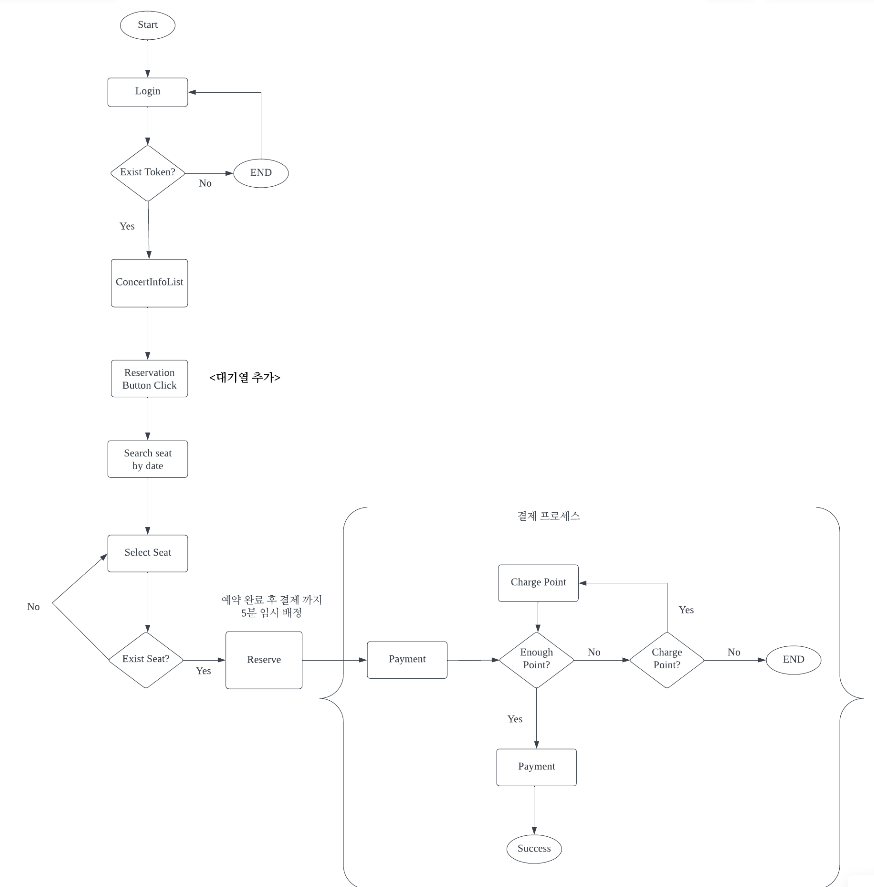 Start
Login
Exist Token?
No
END
Yes
ConcertInfoList
Reservation
Button Click
<대기열 추가>
Search seat
by date
Select Seat
No
Exist Seat?
Yes
예약 완료 후 결제 까지
5분 임시 배정
Reserve
결제 프로세스
Payment
Charge Point
Enough
Point?
No
Charge
Point?
Yes
No
END
Yes
Payment
Success